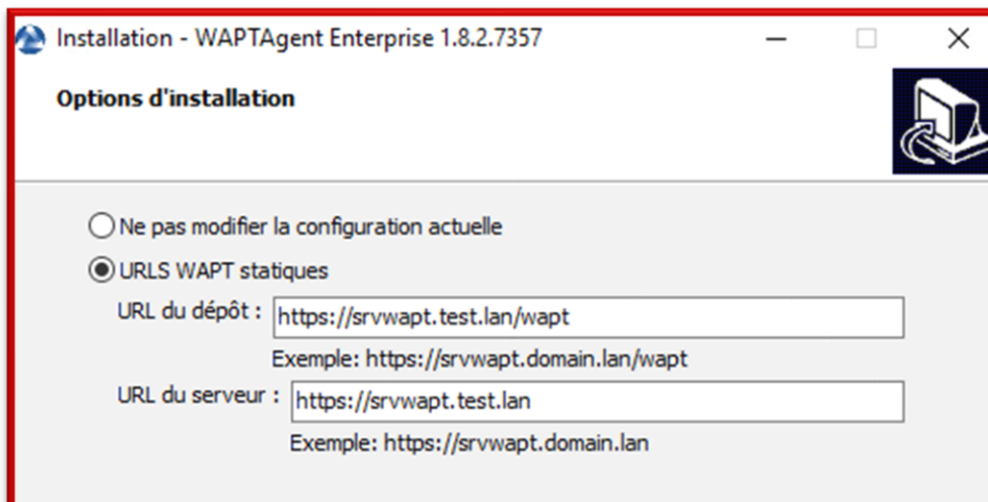 Installation - WAPTAgent Enterprise 1.8.2.7357
Options d'installation
Ne pas modifier la configuration actuelle
URLS WAPT statiques
URL du dépôt : https://srvwapt.test.lan/wapt
Exemple: https://srvwapt.domain.lan/wapt
URL du serveur : https://srvwapt.test.lan
Exemple: https://srvwapt.domain.lan